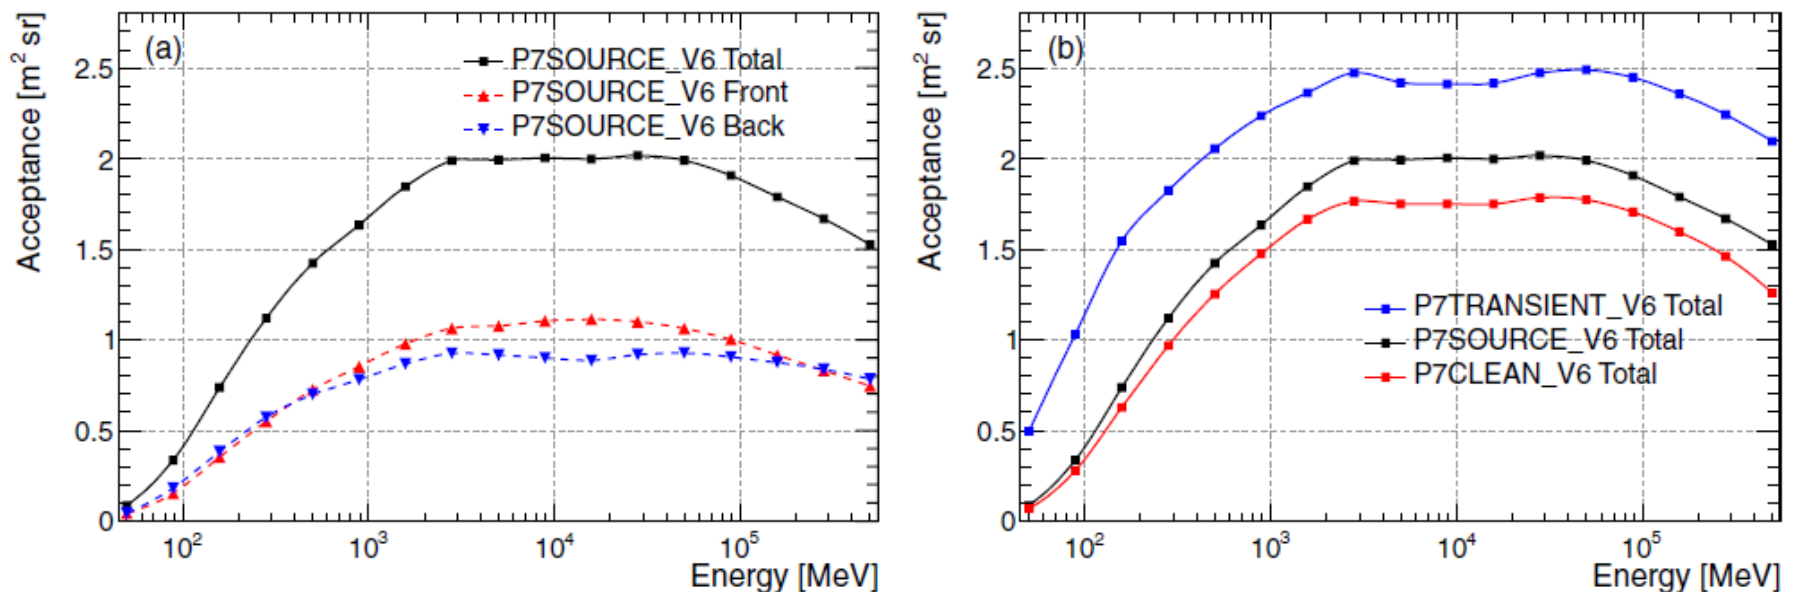 (a)
P7SOURCE_V6 Total
P7SOURCE_V6 Front
P7SOURCE_V6 Back
Acceptance [m² sr]
2.5
2
1.5
1
0.5
0
10² 10³ 10⁴ 10⁵
Energy [MeV]
(b)
P7TRANSIENT_V6 Total
P7SOURCE_V6 Total
P7CLEAN_V6 Total
Acceptance [m² sr]
2.5
2
1.5
1
0.5
0
10² 10³ 10⁴ 10⁵
Energy [MeV]